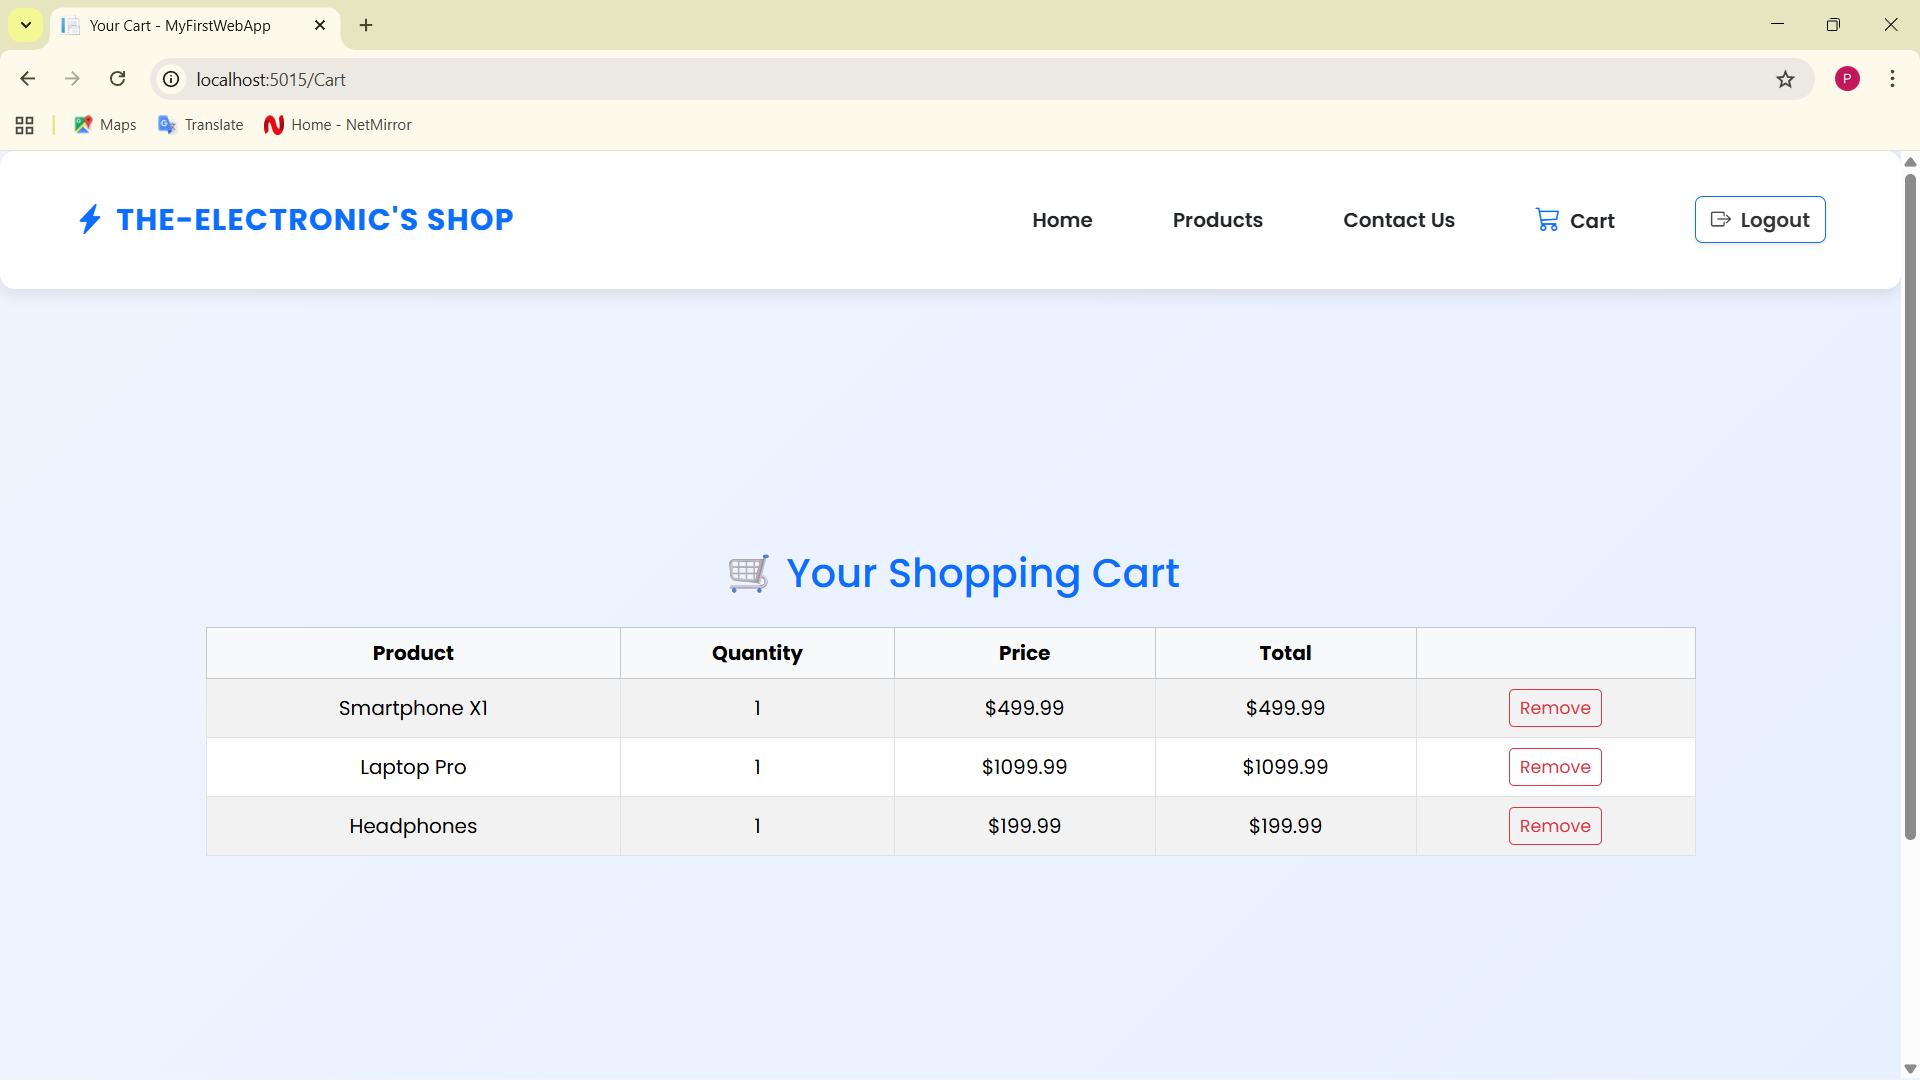 Your Cart - MyFirstWebApp
localhost:5015/Cart
P
Maps Translate Home - NetMirror
THE-ELECTRONIC'S SHOP Home Products Contact Us Cart Logout
Your Shopping Cart
Product Quantity Price Total
Smartphone X1 1 $499.99 $499.99 Remove
Laptop Pro 1 $1099.99 $1099.99 Remove
Headphones 1 $199.99 $199.99 Remove